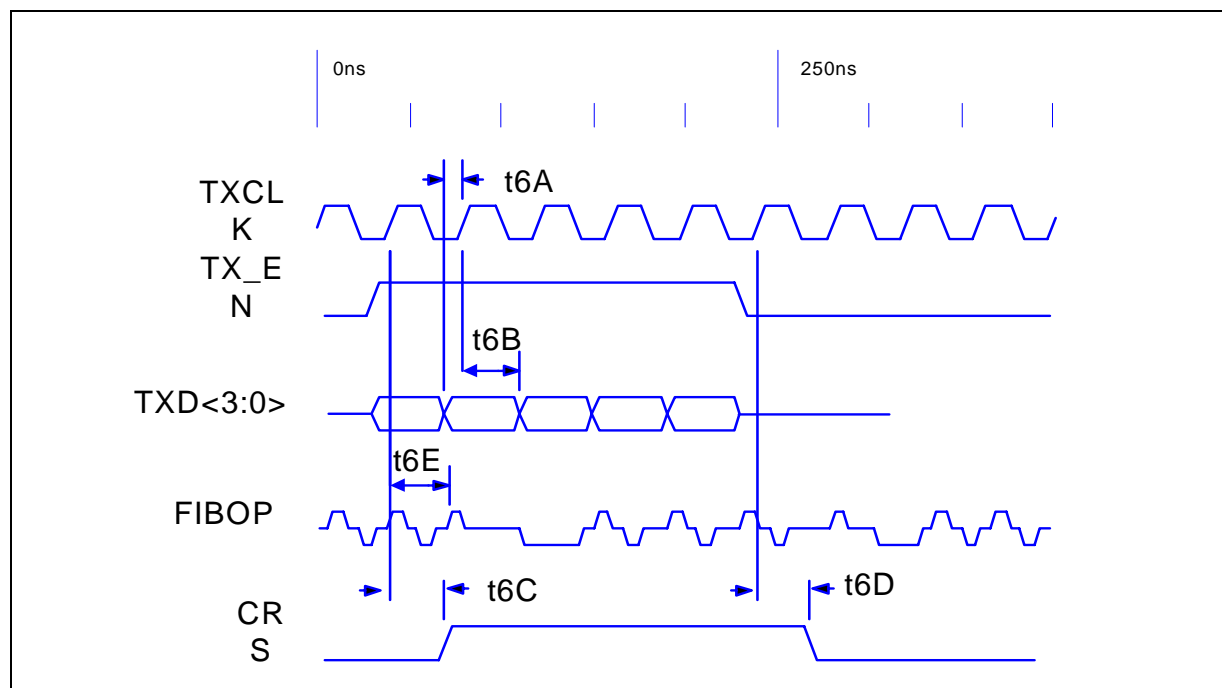 0ns
250ns
t6A
TXCL
K
TX_E
N
t6B
TXD<3:0>
t6E
FIBOP
t6C
t6D
CR
S